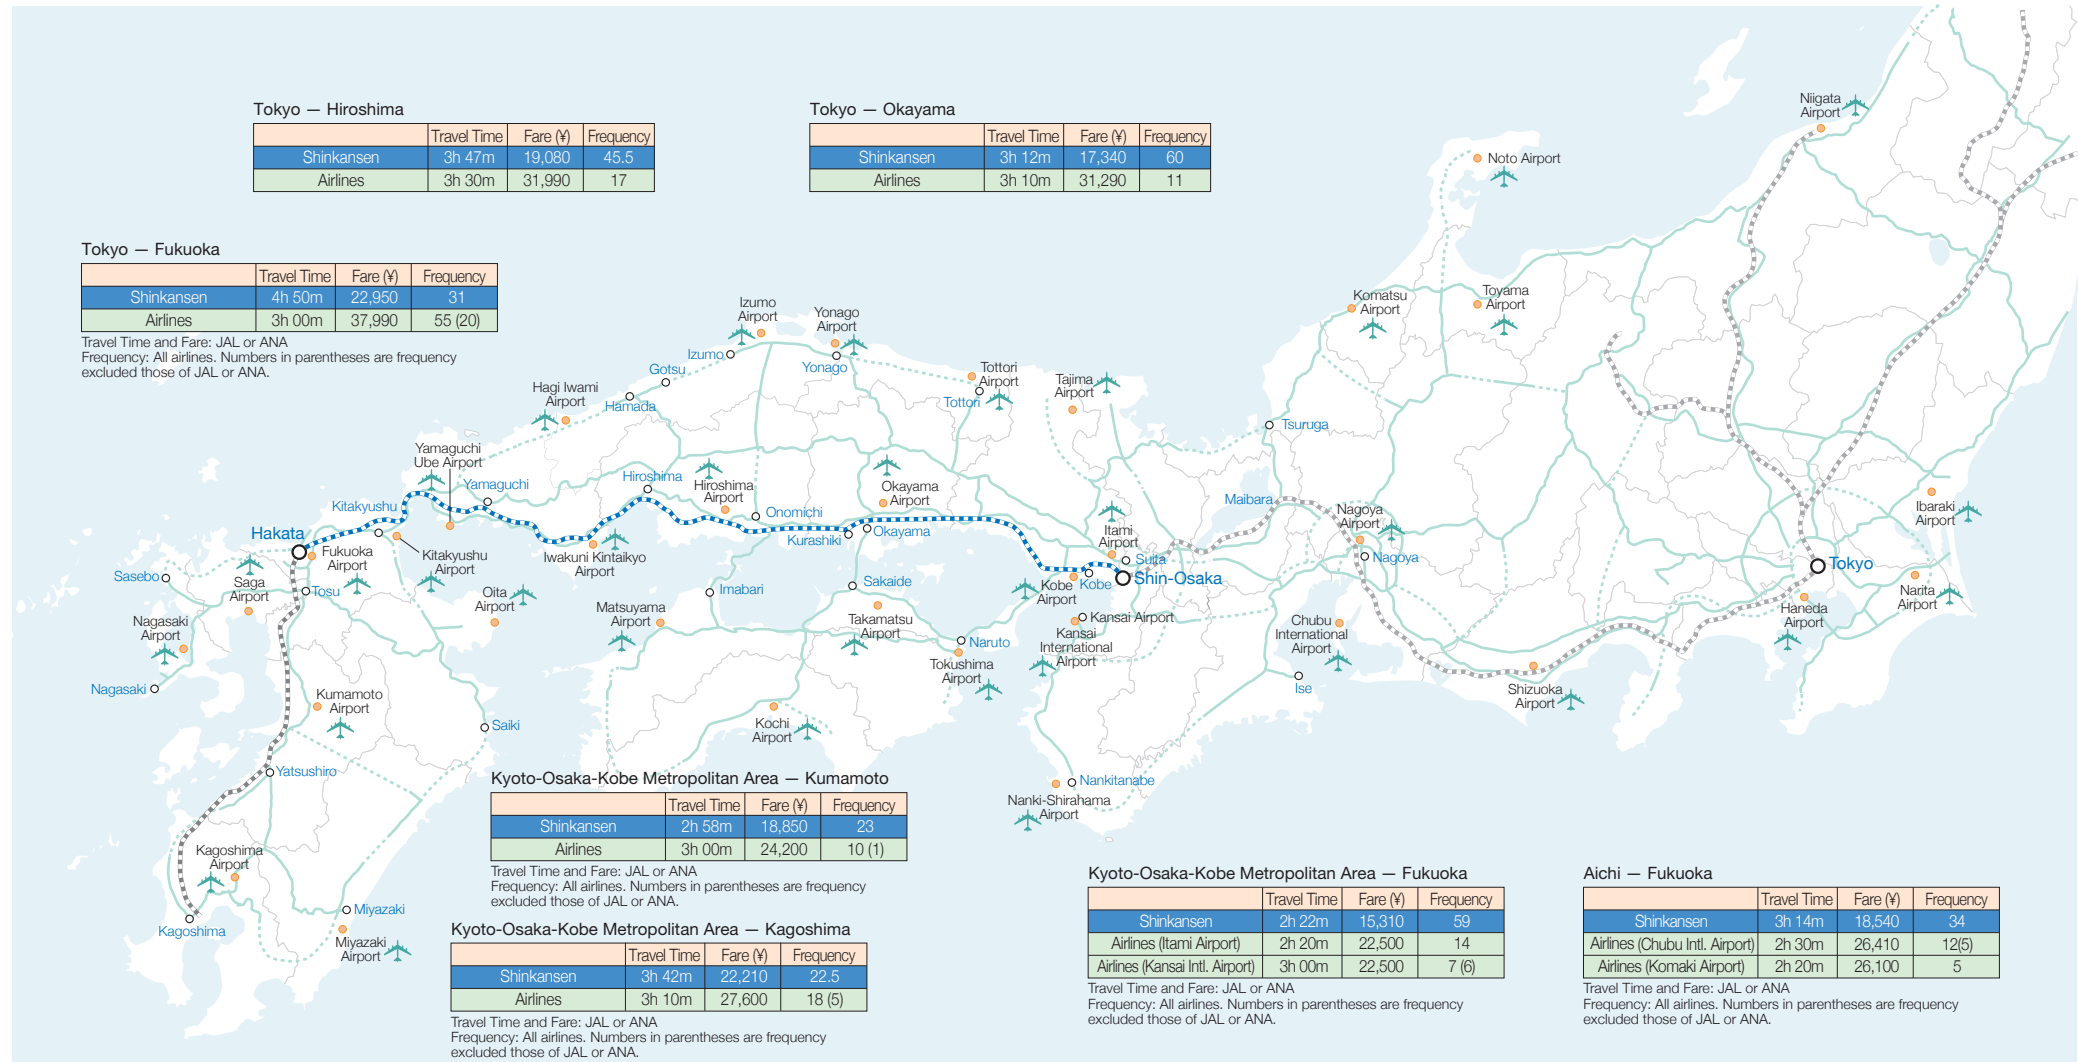 Tokyo — Hiroshima
Travel Time Fare (¥) Frequency
Shinkansen 3h 47m 19,080 45.5
Airlines 3h 30m 31,990 17
Tokyo — Okayama
Travel Time Fare (¥) Frequency
Shinkansen 3h 12m 17,340 60
Airlines 3h 10m 31,290 11
Tokyo — Fukuoka
Travel Time Fare (¥) Frequency
Shinkansen 4h 50m 22,950 31
Airlines 3h 00m 37,990 55 (20)
Travel Time and Fare: JAL or ANA
Frequency: All airlines. Numbers in parentheses are frequency
excluded those of JAL or ANA.
Niigata
Airport
Noto Airport
Komatsu
Airport
Toyama
Airport
Izumo
Airport
Yonago
Airport
Izumo
Yonago
Gotsu
Hamada
Hagi Iwami
Airport
Tottori
Airport
Tottori
Tajima
Airport
Tsuruga
Yamaguchi
Ube Airport
Yamaguchi
Hiroshima
Hiroshima
Airport
Okayama
Airport
Onomichi
Kurashiki
Okayama
Kitakyushu
Hakata
Fukuoka
Airport
Kitakyushu
Airport
Iwakuni Kintaikyo
Airport
Maibara
Nagoya
Airport
Nagoya
Itami
Airport
Suita
Shin-Osaka
Kobe
Airport
Kobe
Ibaraki
Airport
Tokyo
Narita
Airport
Haneda
Airport
Sasebo
Saga
Airport
Tosu
Oita
Airport
Imabari
Sakaide
Matsuyama
Airport
Takamatsu
Airport
Naruto
Tokushima
Airport
Kansai Airport
Kansai
International
Airport
Chubu
International
Airport
Ise
Shizuoka
Airport
Nagasaki
Airport
Nagasaki
Kumamoto
Airport
Saiki
Kochi
Airport
Yatsushiro
Nankitanabe
Nanki-Shirahama
Airport
Kagoshima
Airport
Kagoshima
Miyazaki
Miyazaki
Airport
Kyoto-Osaka-Kobe Metropolitan Area — Kumamoto
Travel Time Fare (¥) Frequency
Shinkansen 2h 58m 18,850 23
Airlines 3h 00m 24,200 10 (1)
Travel Time and Fare: JAL or ANA
Frequency: All airlines. Numbers in parentheses are frequency
excluded those of JAL or ANA.
Kyoto-Osaka-Kobe Metropolitan Area — Kagoshima
Travel Time Fare (¥) Frequency
Shinkansen 3h 42m 22,210 22.5
Airlines 3h 10m 27,600 18 (5)
Travel Time and Fare: JAL or ANA
Frequency: All airlines. Numbers in parentheses are frequency
excluded those of JAL or ANA.
Kyoto-Osaka-Kobe Metropolitan Area — Fukuoka
Travel Time Fare (¥) Frequency
Shinkansen 2h 22m 15,310 59
Airlines (Itami Airport) 2h 20m 22,500 14
Airlines (Kansai Intl. Airport) 3h 00m 22,500 7 (6)
Travel Time and Fare: JAL or ANA
Frequency: All airlines. Numbers in parentheses are frequency
excluded those of JAL or ANA.
Aichi — Fukuoka
Travel Time Fare (¥) Frequency
Shinkansen 3h 14m 18,540 34
Airlines (Chubu Intl. Airport) 2h 30m 26,410 12(5)
Airlines (Komaki Airport) 2h 20m 26,100 5
Travel Time and Fare: JAL or ANA
Frequency: All airlines. Numbers in parentheses are frequency
excluded those of JAL or ANA.